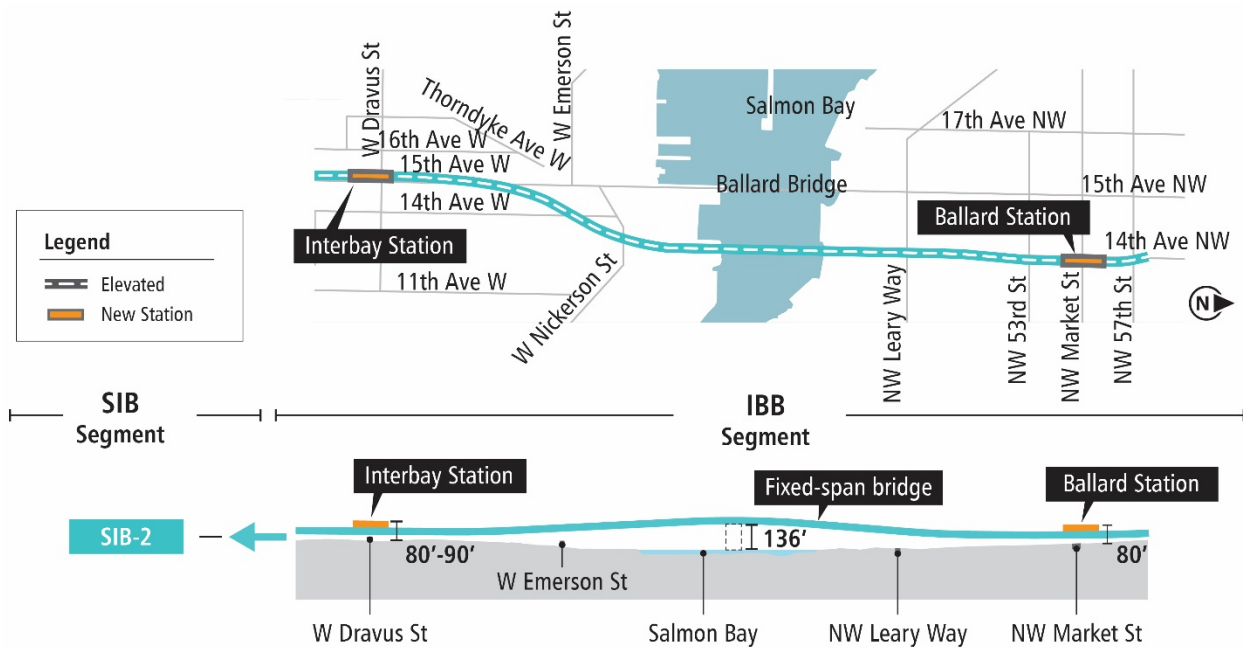 W Dravus St
Thorndyke Ave W
W Emerson St
16th Ave W
15th Ave W
14th Ave W
11th Ave W
Interbay Station
W Nickerson St
Salmon Bay
Ballard Bridge
17th Ave NW
15th Ave NW
Ballard Station
14th Ave NW
NW Leary Way
NW 53rd St
NW Market St
NW 57th St
N
Legend
Elevated
New Station
SIB
Segment
IBB
Segment
Interbay Station
Fixed-span bridge
Ballard Station
SIB-2
80’-90’
136’
80’
W Emerson St
W Dravus St
Salmon Bay
NW Leary Way
NW Market St